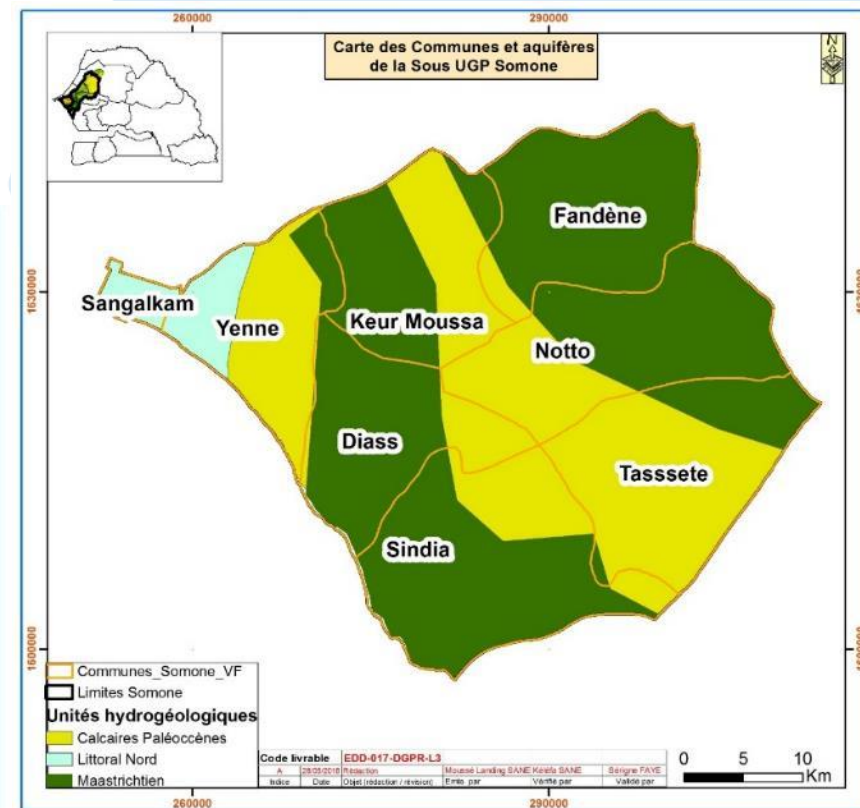 260000
290000
Carte des Communes et aquifères
de la Sous UGP Somone
N
Fandène
1630000
Sangalkam
Yenne
Keur Moussa
Notto
Diass
Tasssete
Sindia
1600000
Communes_Somone_VF
Limites Somone
Unités hydrogéologiques
Calcaires Paléoccènes
Littoral Nord
Maastrichtien
Code livrable EDD-017-DGPR-L3
A Rédaction Moussé Landing SANE Kéléfa SANE Sérigne FAYE
Indice Date Objet (rédaction / révision) Emis par Vérifié par Validé par
0 5 10
Km
260000
290000